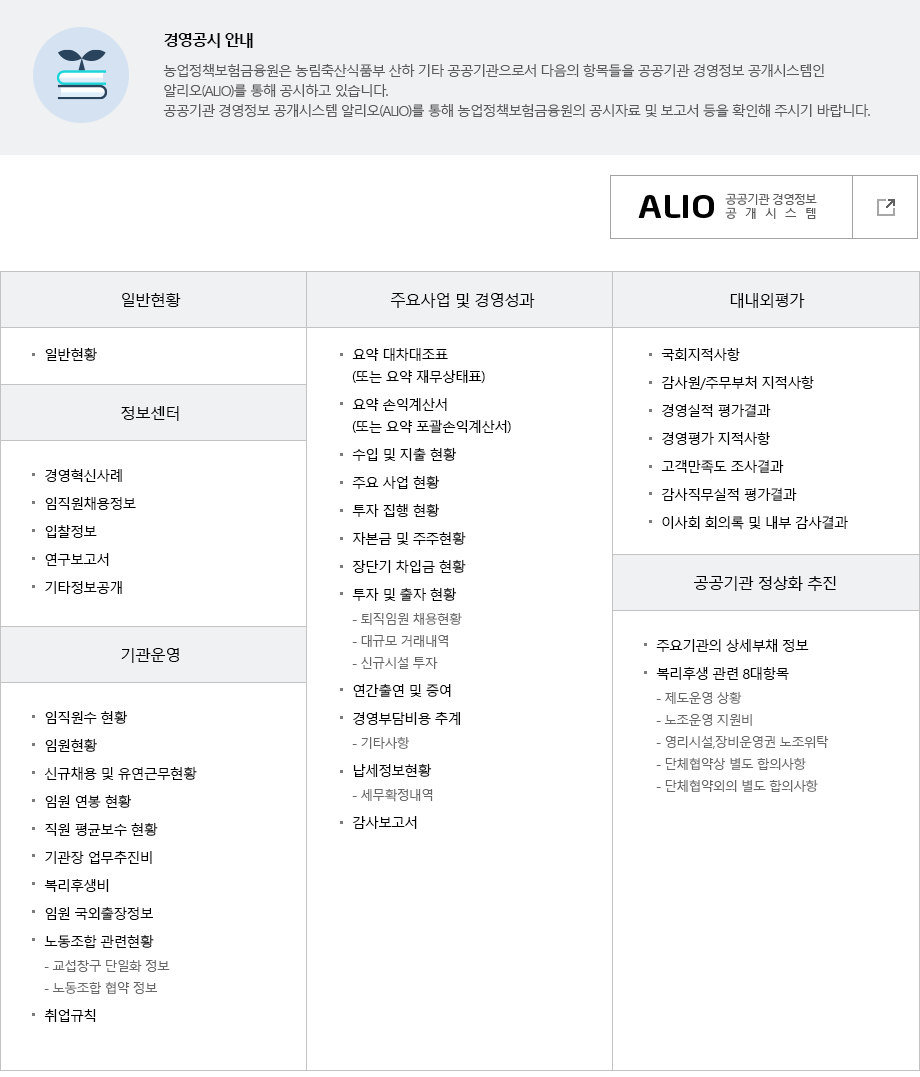 경영공시 안내
농업정책보험금융원은 농림축산식품부 산하 기타 공공기관으로서 다음의 항목들을 공공기관 경영정보 공개시스템인
알리오(ALIO)를 통해 공시하고 있습니다.
공공기관 경영정보 공개시스템 알리오(ALIO)를 통해 농업정책보험금융원의 공시자료 및 보고서 등을 확인해 주시기 바랍니다.
ALIO 공공기관 경영정보
공 개 시 스 템
일반현황
일반현황
정보센터
경영혁신사례
임직원채용정보
입찰정보
연구보고서
기타정보공개
기관운영
임직원수 현황
임원현황
신규채용 및 유연근무현황
임원 연봉 현황
직원 평균보수 현황
기관장 업무추진비
복리후생비
임원 국외출장정보
노동조합 관련현황
- 교섭창구 단일화 정보
- 노동조합 협약 정보
취업규칙
주요사업 및 경영성과
요약 대차대조표
(또는 요약 재무상태표)
요약 손익계산서
(또는 요약 포괄손익계산서)
수입 및 지출 현황
주요 사업 현황
투자 집행 현황
자본금 및 주주현황
장단기 차입금 현황
투자 및 출자 현황
- 퇴직임원 채용현황
- 대규모 거래내역
- 신규시설 투자
연간출연 및 증여
경영부담비용 추계
- 기타사항
납세정보현황
- 세무확정내역
감사보고서
대내외평가
국회지적사항
감사원/주무부처 지적사항
경영실적 평가결과
경영평가 지적사항
고객만족도 조사결과
감사직무실적 평가결과
이사회 회의록 및 내부 감사결과
공공기관 정상화 추진
주요기관의 상세부채 정보
복리후생 관련 8대항목
- 제도운영 상황
- 노조운영 지원비
- 영리시설,장비운영권 노조위탁
- 단체협약상 별도 합의사항
- 단체협약외의 별도 합의사항